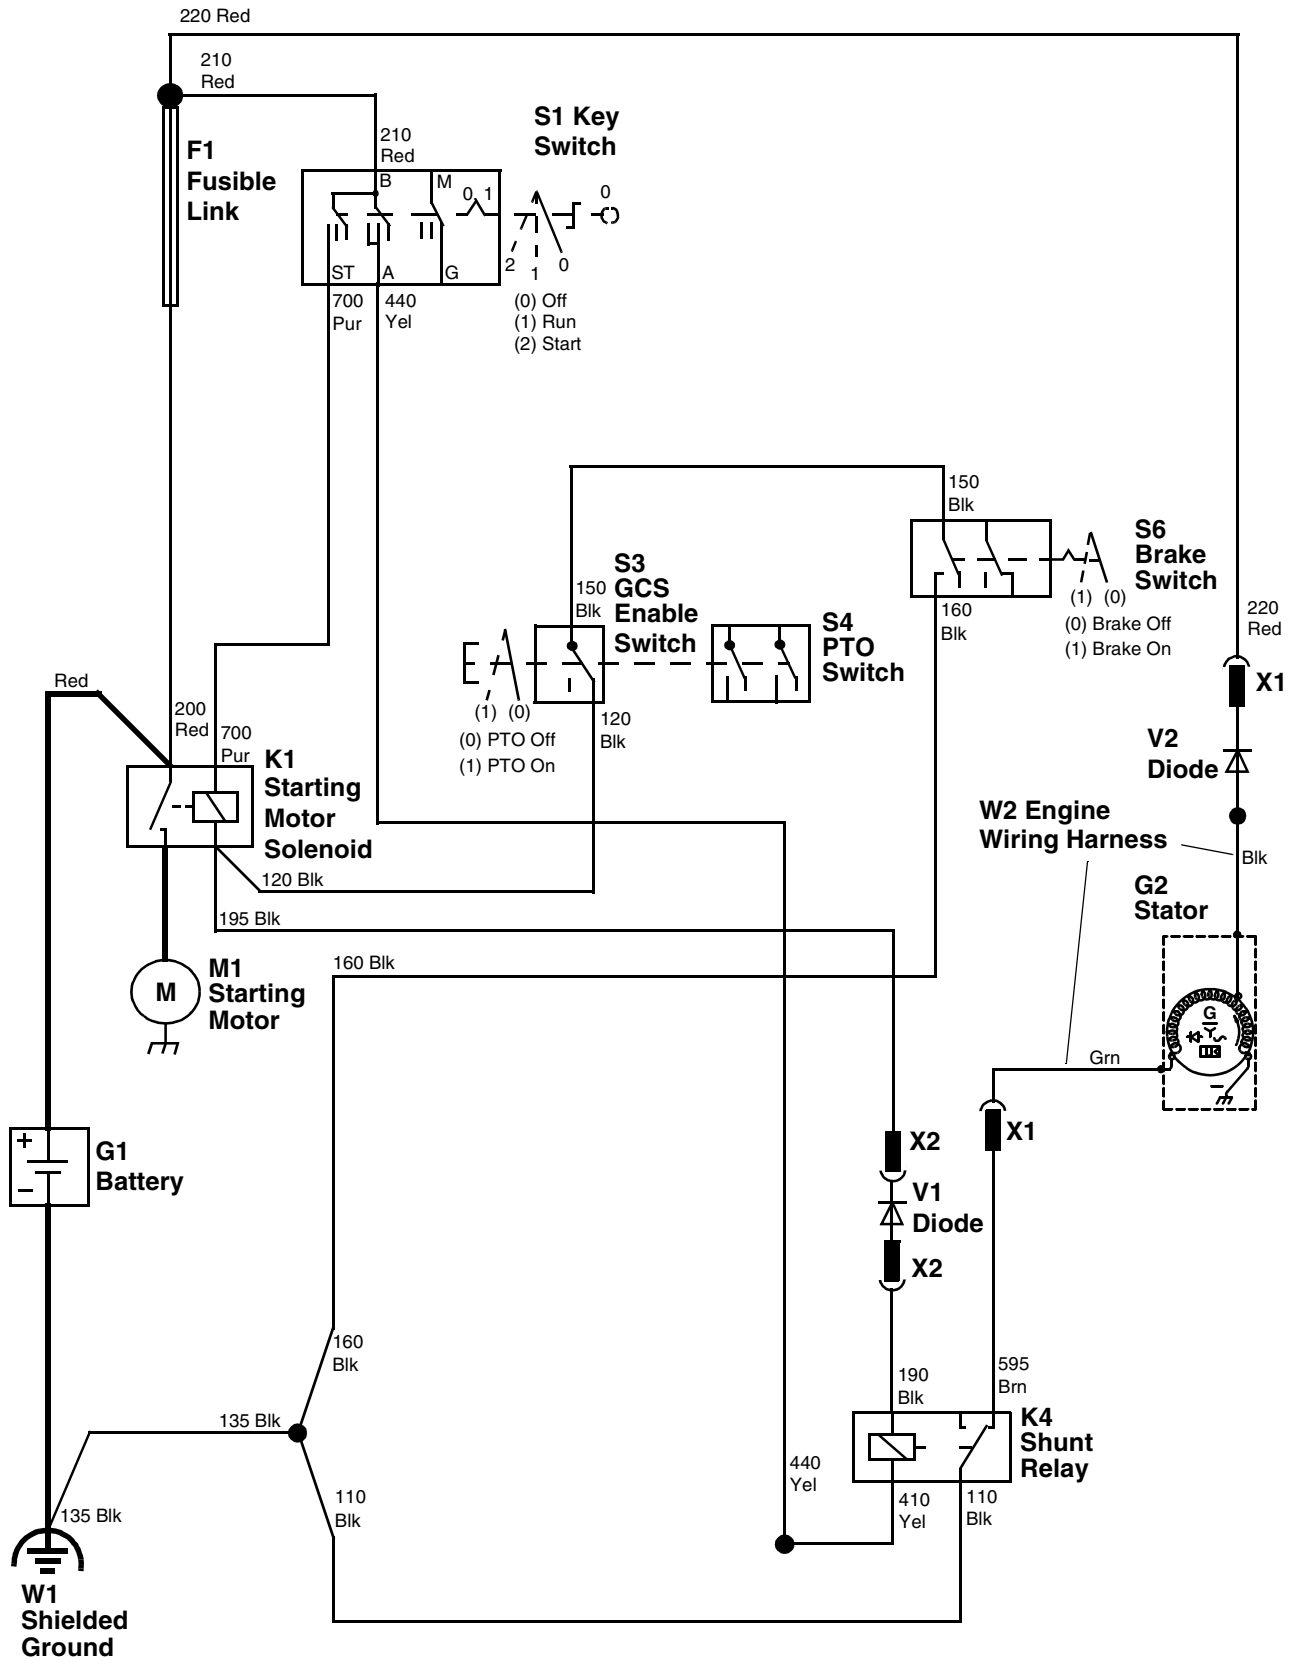 220 Red
210
Red
S1 Key
Switch
210
Red
F1
Fusible
Link
B
M
0, 1
0
2
1
0
ST
A
G
700
Pur
440
Yel
(0) Off
(1) Run
(2) Start
150
Blk
S6
Brake
Switch
(1) (0)
(0) Brake Off
(1) Brake On
160
Blk
S3
GCS
Enable
Switch
150
Blk
S4
PTO
Switch
220
Red
X1
Red
200
Red
700
Pur
(1) (0)
(0) PTO Off
(1) PTO On
120
Blk
K1
Starting
Motor
Solenoid
V2
Diode
W2 Engine
Wiring Harness
Blk
120 Blk
G2
Stator
195 Blk
160 Blk
M
M1
Starting
Motor
G
Y
Grn
X1
+
−
G1
Battery
X2
V1
Diode
X2
160
Blk
190
Blk
595
Brn
K4
Shunt
Relay
135 Blk
440
Yel
410
Yel
110
Blk
110
Blk
135 Blk
W1
Shielded
Ground